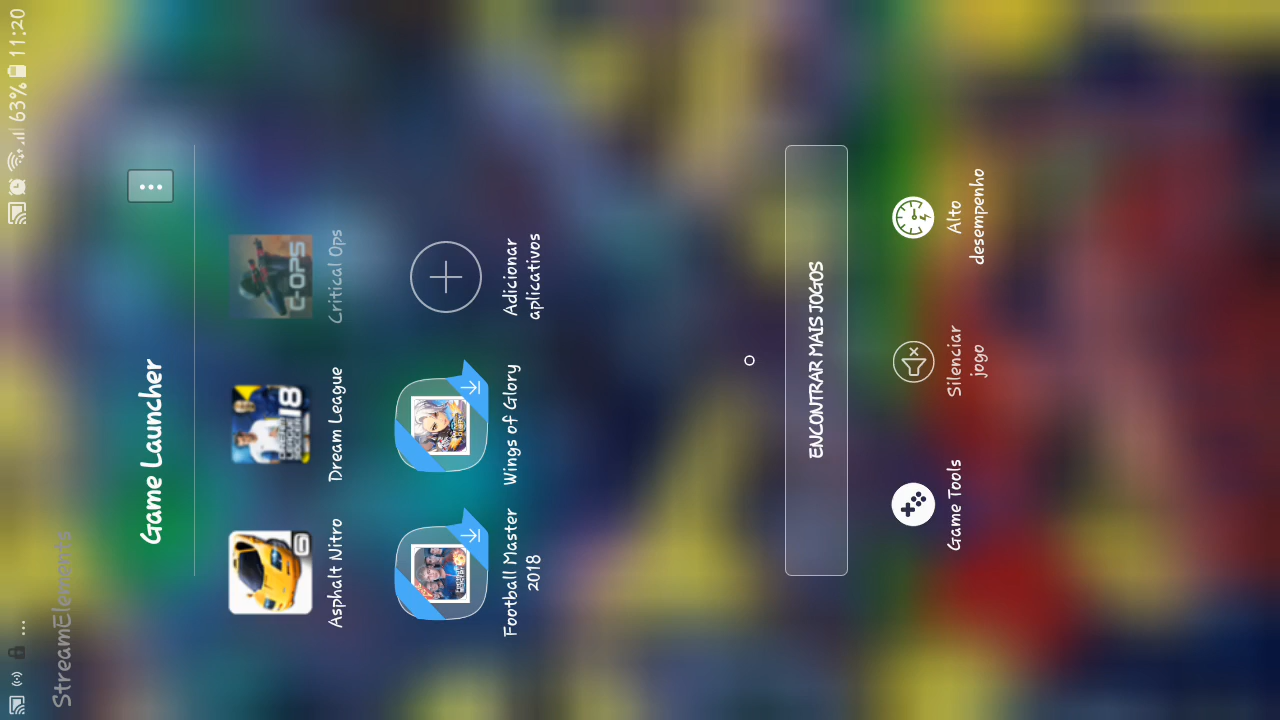 63% 11:20
StreamElements
Game Launcher
Asphalt Nitro
Dream League
C-OPS
Critical Ops
Football Master
2018
Wings of Glory
Adicionar
aplicativos
ENCONTRAR MAIS JOGOS
Game Tools
Silenciar
jogo
Alto
desempenho